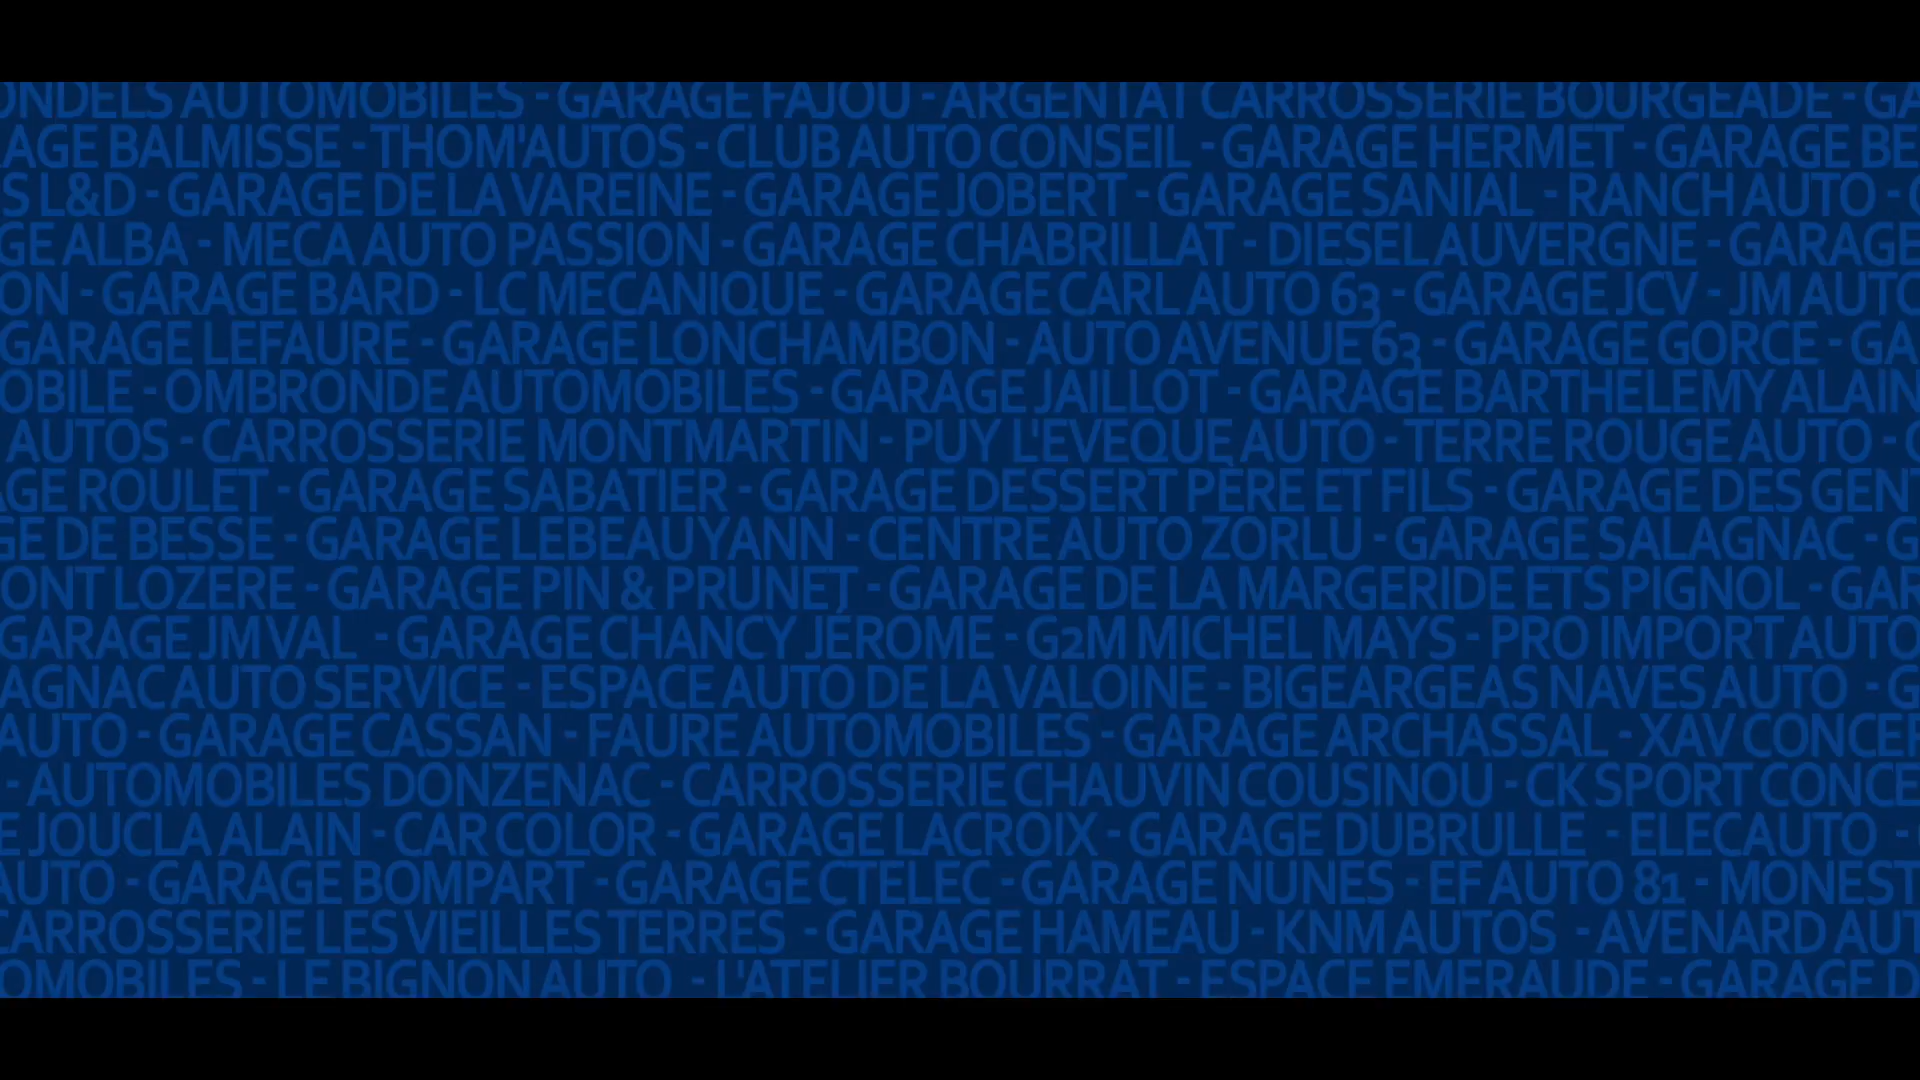 ONDELS AUTOMOBILES - GARAGE FAJOU - ARGENTAT CARROSSERIE BOURGEADE - GA
AGE BALMISSE - THOM'AUTOS - CLUB AUTO CONSEIL - GARAGE HERMET - GARAGE BE
S L&D - GARAGE DE LA VAREINE - GARAGE JOBERT - GARAGE SANIAL - RANCH AUTO -
GE ALBA - MECA AUTO PASSION - GARAGE CHABRILLAT - DIESEL AUVERGNE - GARAGE
ON - GARAGE BARD - LC MECANIQUE - GARAGE CARL AUTO 63 - GARAGE JCV - JM AUTO
GARAGE LEFAURE - GARAGE LONCHAMBON - AUTO AVENUE 63 - GARAGE GORCE - GA
OBILE - OMBRONDE AUTOMOBILES - GARAGE JAILLOT - GARAGE BARTHELEMY ALAIN
AUTOS - CARROSSERIE MONTMARTIN - PUY L'EVEQUE AUTO - TERRE ROUGE AUTO -
AGE ROULET - GARAGE SABATIER - GARAGE DESSERT PÈRE ET FILS - GARAGE DES GEN
GE DE BESSE - GARAGE LEBEAU YANN - CENTRE AUTO ZORLU - GARAGE SALAGNAC - G
ONT LOZERE - GARAGE PIN & PRUNET - GARAGE DE LA MARGERIDE ETS PIGNOL - GAR
GARAGE JM VAL - GARAGE CHANCY JÉROME - G2M MICHEL MAYS - PRO IMPORT AUTO
AGNAC AUTO SERVICE - ESPACE AUTO DE LA VALOINE - BIGEARGEAS NAVES AUTO - G
AUTO - GARAGE CASSAN - FAURE AUTOMOBILES - GARAGE ARCHASSAL - XAV CONCEP
- AUTOMOBILES DONZENAC - CARROSSERIE CHAUVIN COUSINOU - CK SPORT CONCE
E JOUCLA ALAIN - CAR COLOR - GARAGE LACROIX - GARAGE DUBRULLE - ELECAUTO -
AUTO - GARAGE BOMPART - GARAGE CTELEC - GARAGE NUNES - EF AUTO 81 - MONEST
CARROSSERIE LES VIEILLES TERRES - GARAGE HAMEAU - KNM AUTOS - AVENARD AUT
OMOBILES - LE BIGNON AUTO - L'ATELIER BOURRAT - ESPACE EMERAUDE - GARAGE D